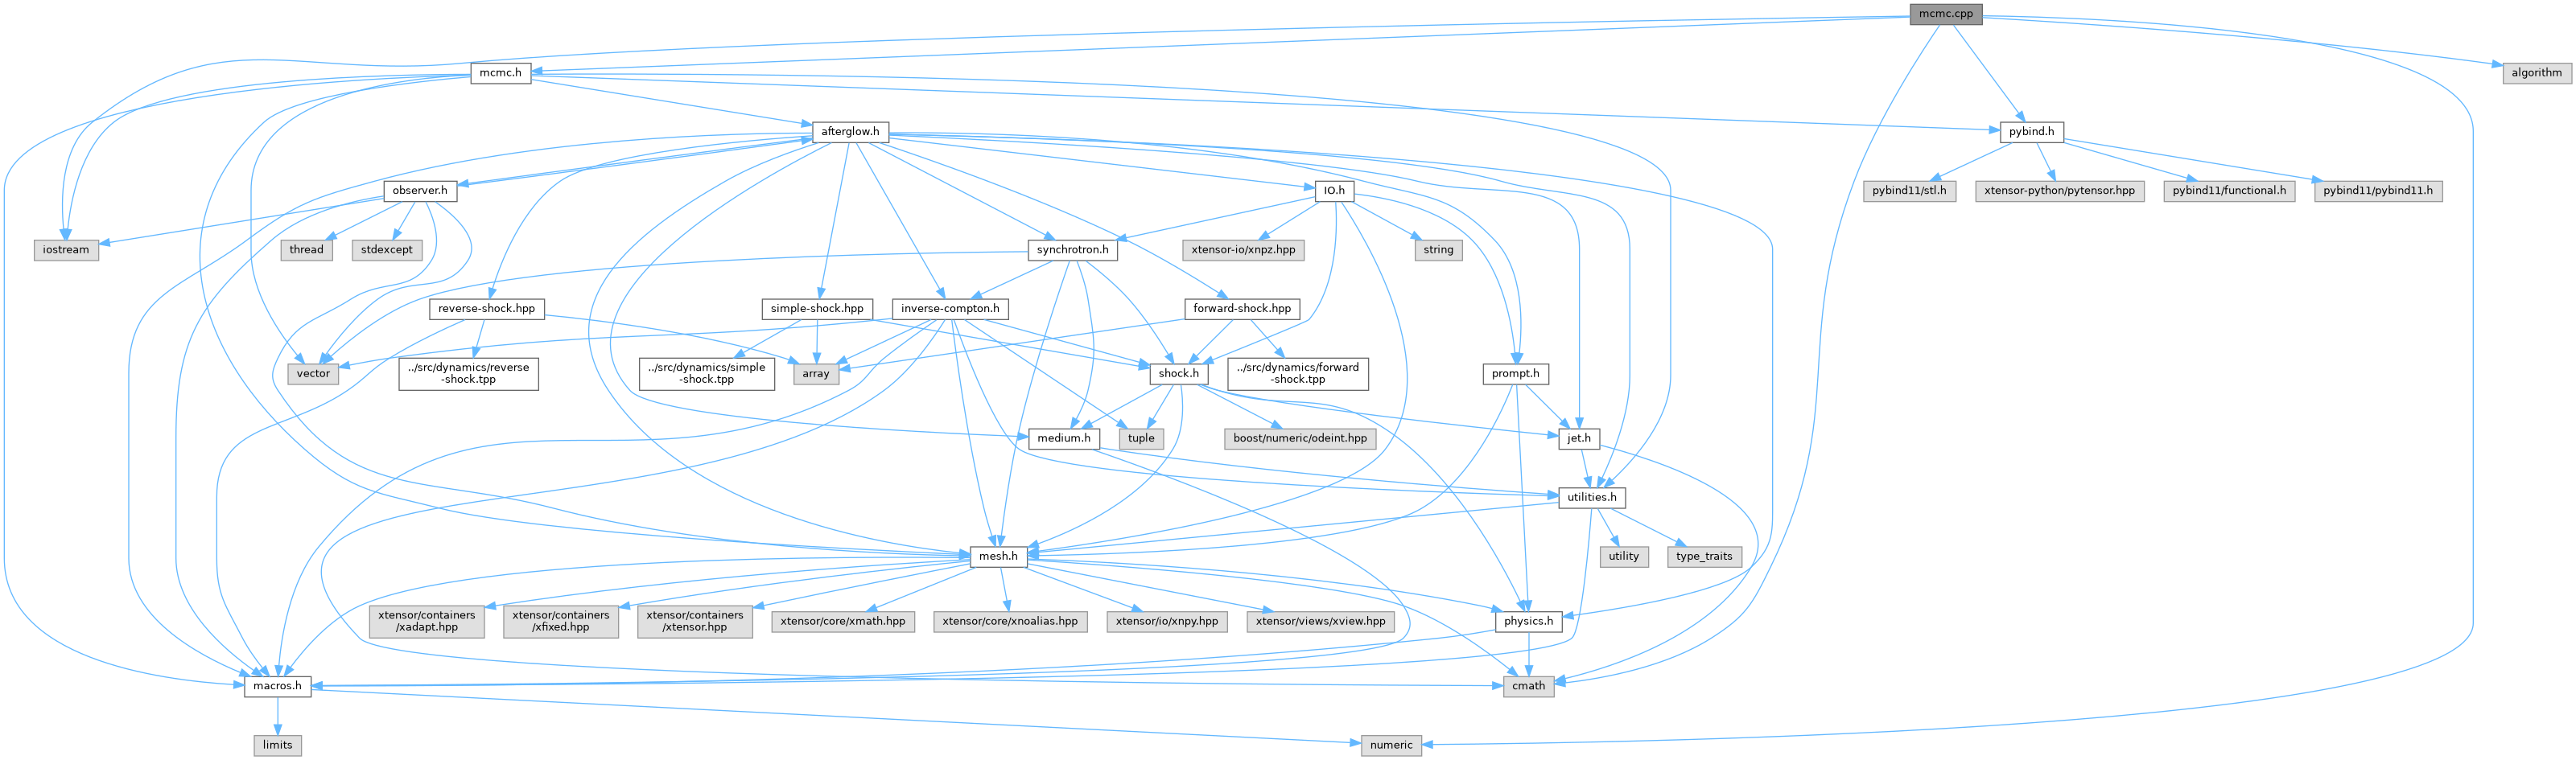 mcmc.cpp
mcmc.h
algorithm
afterglow.h
pybind.h
observer.h
IO.h
pybind11/stl.h
xtensor-python/pytensor.hpp
pybind11/functional.h
pybind11/pybind11.h
iostream
thread
stdexcept
synchrotron.h
xtensor-io/xnpz.hpp
string
reverse-shock.hpp
simple-shock.hpp
inverse-compton.h
forward-shock.hpp
vector
../src/dynamics/reverse
-shock.tpp
../src/dynamics/simple
-shock.tpp
array
shock.h
../src/dynamics/forward
-shock.tpp
prompt.h
medium.h
tuple
boost/numeric/odeint.hpp
jet.h
utilities.h
mesh.h
utility
type_traits
xtensor/containers
/xadapt.hpp
xtensor/containers
/xfixed.hpp
xtensor/containers
/xtensor.hpp
xtensor/core/xmath.hpp
xtensor/core/xnoalias.hpp
xtensor/io/xnpy.hpp
xtensor/views/xview.hpp
physics.h
macros.h
cmath
limits
numeric